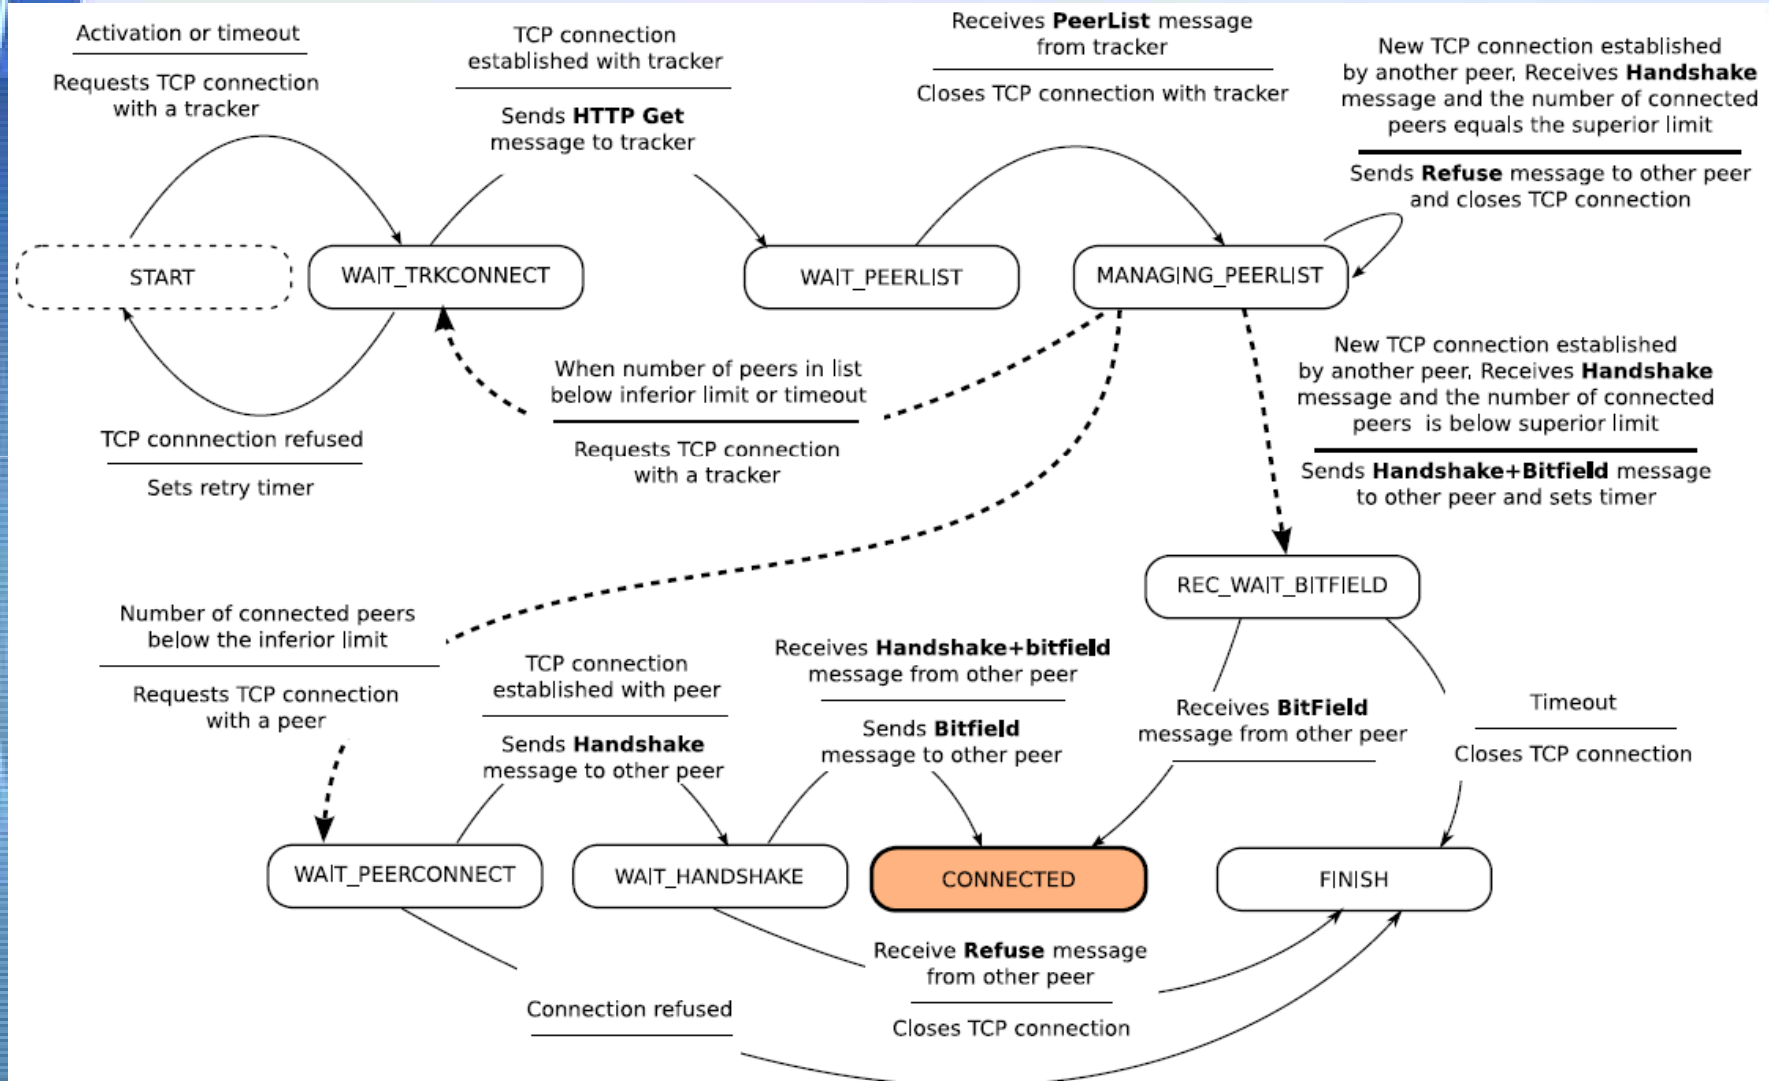 Activation or timeout
Requests TCP connection
with a tracker
TCP connection
established with tracker
Sends HTTP Get
message to tracker
Receives PeerList message
from tracker
Closes TCP connection with tracker
New TCP connection established
by another peer. Receives Handshake
message and the number of connected
peers equals the superior limit
Sends Refuse message to other peer
and closes TCP connection
START
WAIT_TRKCONNECT
WAIT_PEERLIST
MANAGING_PEERLIST
TCP connnection refused
Sets retry timer
When number of peers in list
below inferior limit or timeout
Requests TCP connection
with a tracker
New TCP connection established
by another peer. Receives Handshake
message and the number of connected
peers is below superior limit
Sends Handshake+Bitfield message
to other peer and sets timer
REC_WAIT_BITFIELD
Number of connected peers
below the inferior limit
Requests TCP connection
with a peer
TCP connection
established with peer
Sends Handshake
message to other peer
Receives Handshake+bitfield
message from other peer
Sends Bitfield
message to other peer
Receives BitField
message from other peer
Timeout
Closes TCP connection
WAIT_PEERCONNECT
WAIT_HANDSHAKE
CONNECTED
FINISH
Receive Refuse message
from other peer
Closes TCP connection
Connection refused